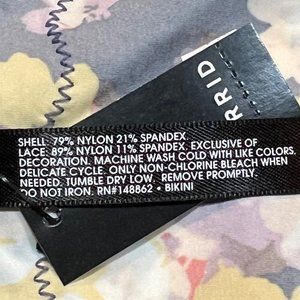 RRID
SHELL: 79% NYLON 21% SPANDEX.
LACE: 89% NYLON 11% SPANDEX. EXCLUSIVE OF
DECORATION. MACHINE WASH COLD WITH LIKE COLORS.
DELICATE CYCLE. ONLY NON-CHLORINE BLEACH WHEN
NEEDED. TUMBLE DRY LOW. REMOVE PROMPTLY.
DO NOT IRON. RN#148862 • BIKINI